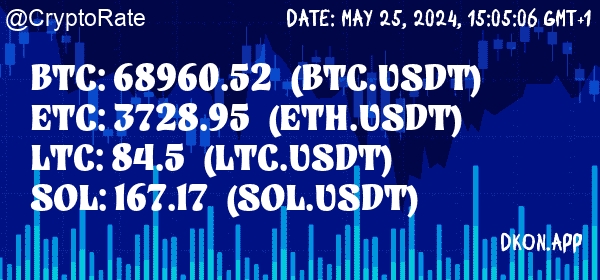 @CryptoRate
DATE: MAY 25, 2024, 15:05:06 GMT+1
BTC: 68960.52 (BTC.USDT)
ETC: 3728.95 (ETH.USDT)
LTC: 84.5 (LTC.USDT)
SOL: 167.17 (SOL.USDT)
DKON.APP